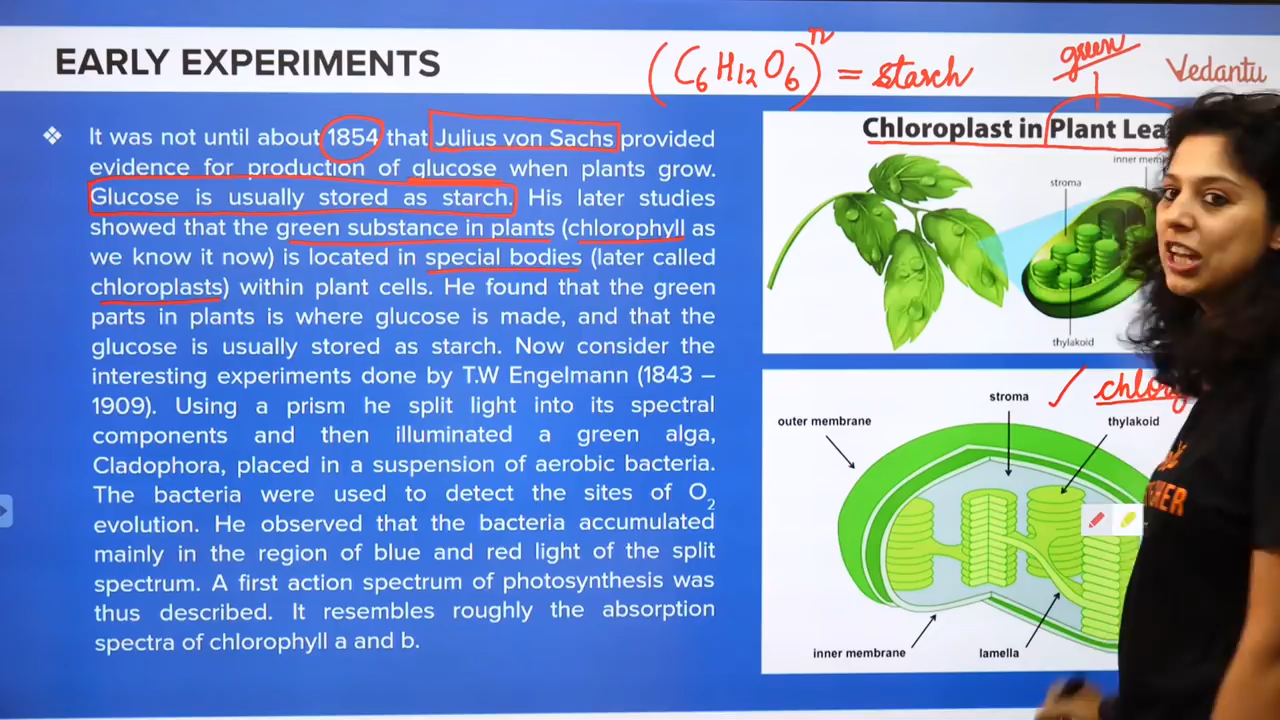 EARLY EXPERIMENTS
(C6H12O6)n = starch
green
Vedantu
❖ It was not until about 1854 that Julius von Sachs provided
evidence for production of glucose when plants grow.
Glucose is usually stored as starch. His later studies
showed that the green substance in plants (chlorophyll as
we know it now) is located in special bodies (later called
chloroplasts) within plant cells. He found that the green
parts in plants is where glucose is made, and that the
glucose is usually stored as starch. Now consider the
interesting experiments done by T.W Engelmann (1843 –
1909). Using a prism he split light into its spectral
components and then illuminated a green alga,
Cladophora, placed in a suspension of aerobic bacteria.
The bacteria were used to detect the sites of O2
evolution. He observed that the bacteria accumulated
mainly in the region of blue and red light of the split
spectrum. A first action spectrum of photosynthesis was
thus described. It resembles roughly the absorption
spectra of chlorophyll a and b.
Chloroplast in Plant Lea
inner mem
stroma
thylakoid
✓ chloro
stroma
outer membrane
thylakoid
inner membrane
lamella